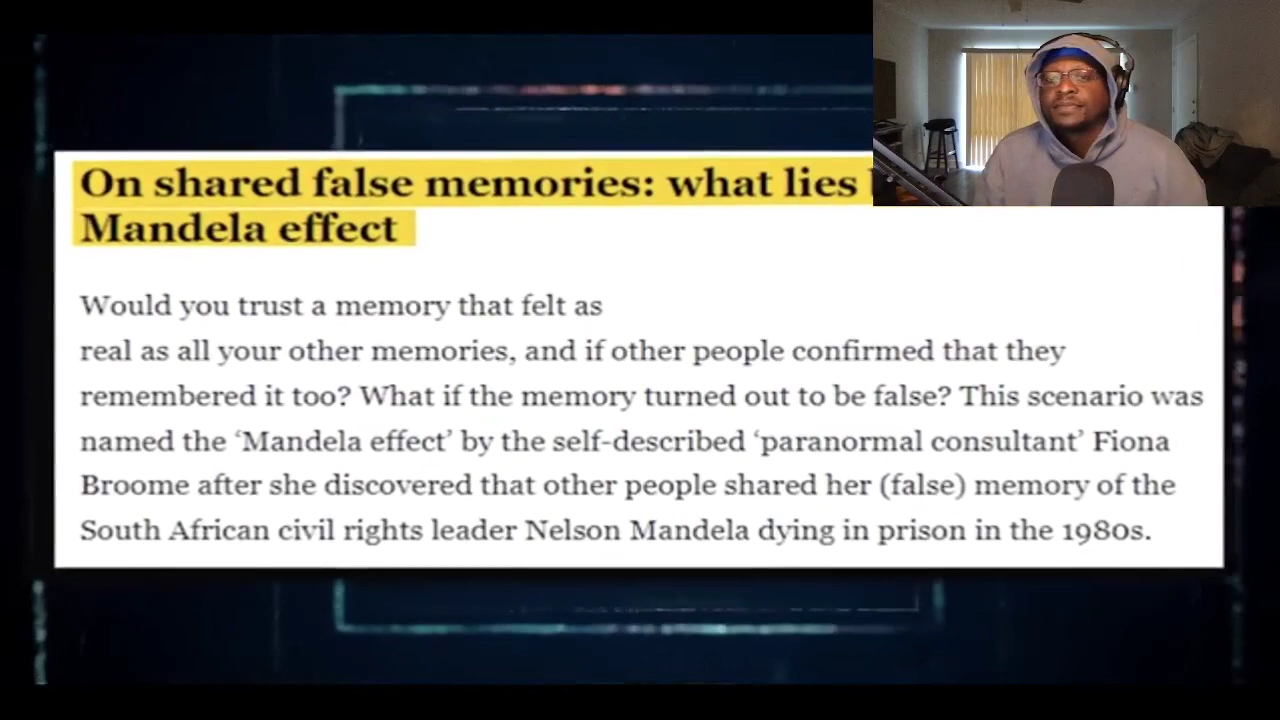 On shared false memories: what lies
Mandela effect
Would you trust a memory that felt as
real as all your other memories, and if other people confirmed that they
remembered it too? What if the memory turned out to be false? This scenario was
named the ‘Mandela effect’ by the self-described ‘paranormal consultant’ Fiona
Broome after she discovered that other people shared her (false) memory of the
South African civil rights leader Nelson Mandela dying in prison in the 1980s.